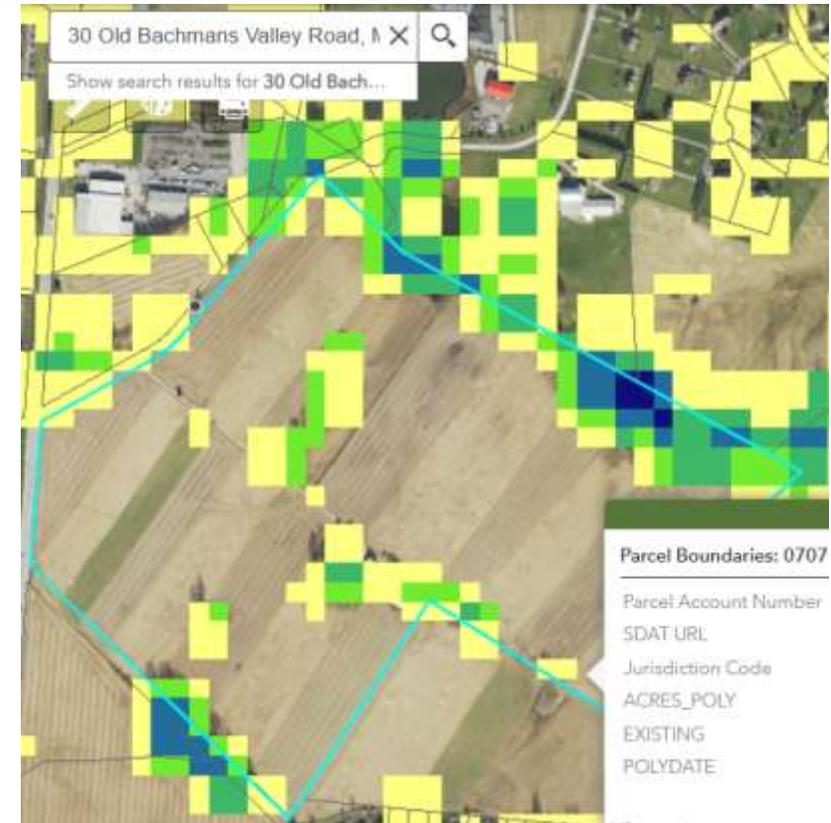 30 Old Bachmans Valley Road,
Show search results for 30 Old Bach...
Parcel Boundaries: 0707
Parcel Account Number
SDAT URL
Jurisdiction Code
ACRES_POLY
EXISTING
POLYDATE